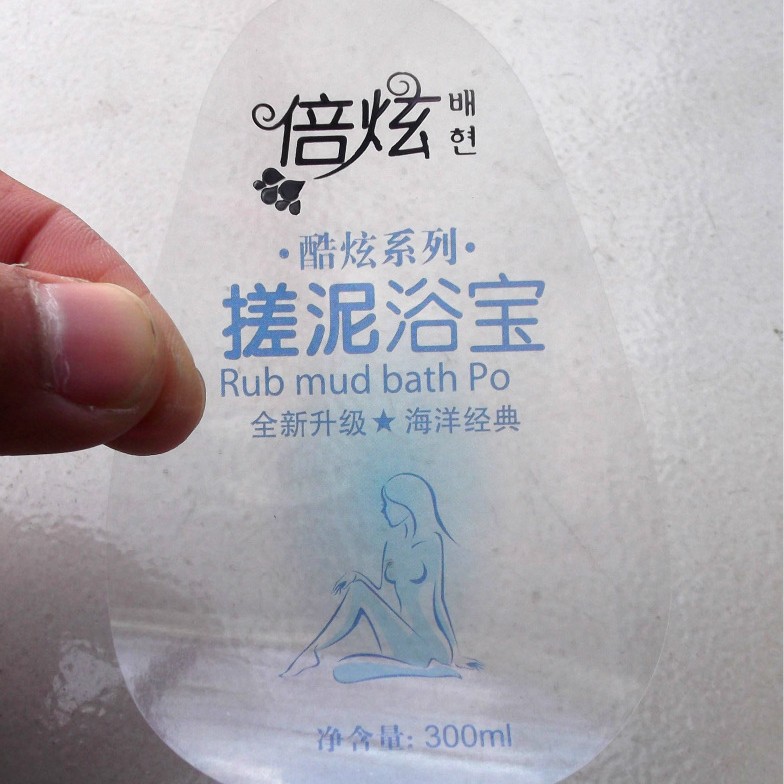 倍炫 배현
·酷炫系列·
搓泥浴宝
Rub mud bath Po
全新升级★海洋经典
净含量: 300ml